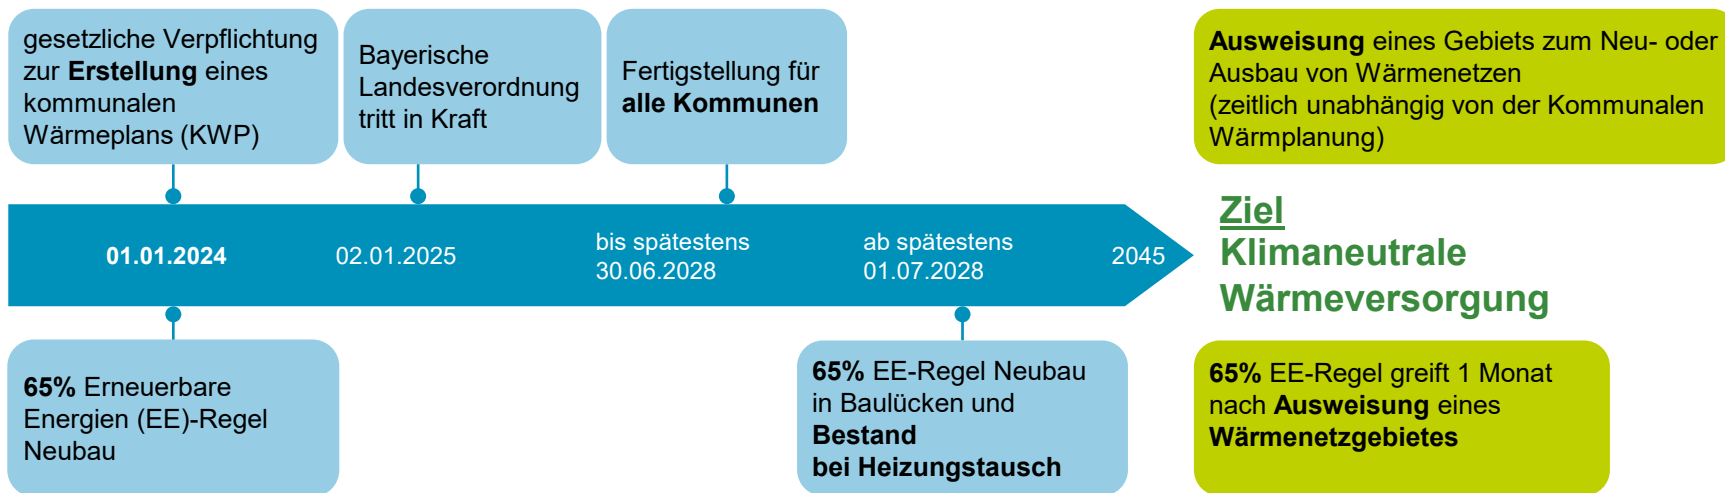 gesetzliche Verpflichtung
zur Erstellung eines
kommunalen
Wärmeplans (KWP)
Bayerische
Landesverordnung
tritt in Kraft
Fertigstellung für
alle Kommunen
Ausweisung eines Gebiets zum Neu- oder
Ausbau von Wärmenetzen
(zeitlich unabhängig von der Kommunalen
Wärmplanung)
01.01.2024
02.01.2025
bis spätestens
30.06.2028
ab spätestens
01.07.2028
2045
Ziel
Klimaneutrale
Wärmeversorgung
65% Erneuerbare
Energien (EE)-Regel
Neubau
65% EE-Regel Neubau
in Baulücken und
Bestand
bei Heizungstausch
65% EE-Regel greift 1 Monat
nach Ausweisung eines
Wärmenetzgebietes